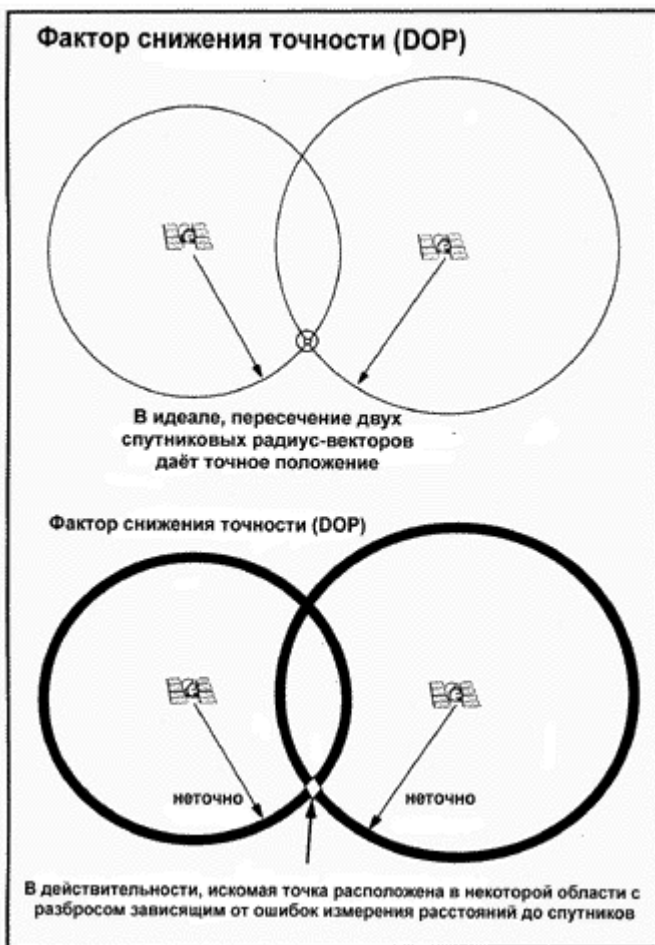 Фактор снижения точности (DOP)
В идеале, пересечение двух
спутниковых радиус-векторов
даёт точное положение
Фактор снижения точности (DOP)
неточно
неточно
В действительности, искомая точка расположена в некоторой области с
разбросом зависящим от ошибок измерения расстояний до спутников